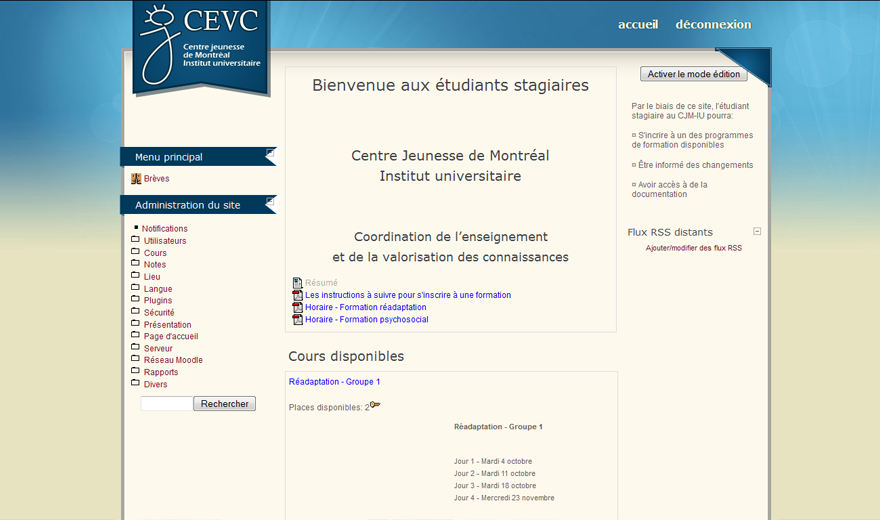 CEVC
Centre jeunesse
de Montréal
Institut universitaire
accueil déconnexion
Menu principal
Brèves
Administration du site
Notifications
Utilisateurs
Cours
Notes
Lieu
Langue
Plugins
Sécurité
Présentation
Page d'accueil
Serveur
Réseau Moodle
Rapports
Divers
Rechercher
Bienvenue aux étudiants stagiaires
Centre Jeunesse de Montréal
Institut universitaire
Coordination de l'enseignement
et de la valorisation des connaissances
Résumé
Les instructions à suivre pour s'inscrire à une formation
Horaire - Formation réadaptation
Horaire - Formation psychosocial
Cours disponibles
Réadaptation - Groupe 1
Places disponibles: 2
Réadaptation - Groupe 1
Jour 1 - Mardi 4 octobre
Jour 2 - Mardi 11 octobre
Jour 3 - Mardi 18 octobre
Jour 4 - Mercredi 23 novembre
Activer le mode édition
Par le biais de ce site, l'étudiant
stagiaire au CJM-IU pourra:
¤ S'incrire à un des programmes
de formation disponibles
¤ Être informé des changements
¤ Avoir accès à de la
documentation
Flux RSS distants
Ajouter/modifier des flux RSS